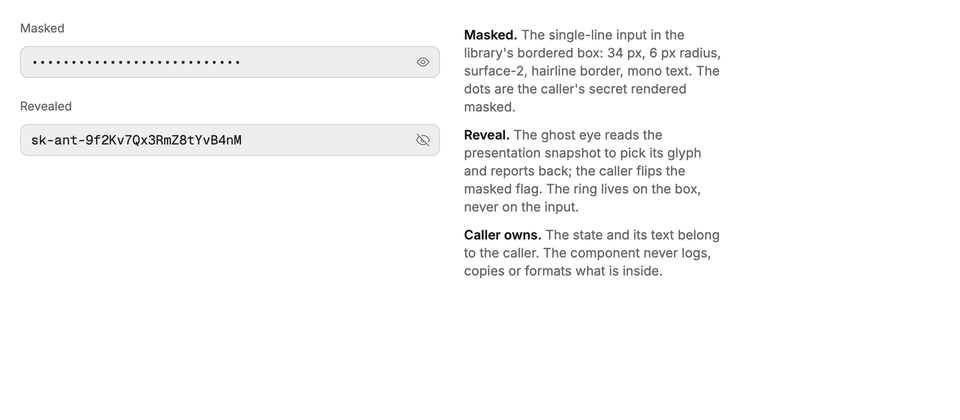 Masked
•••••••••••••••••••••••••••
Revealed
sk-ant-9f2Kv7Qx3RmZ8tYvB4nM
Masked. The single-line input in the
library's bordered box: 34 px, 6 px radius,
surface-2, hairline border, mono text. The
dots are the caller's secret rendered
masked.
Reveal. The ghost eye reads the
presentation snapshot to pick its glyph
and reports back; the caller flips the
masked flag. The ring lives on the box,
never on the input.
Caller owns. The state and its text belong
to the caller. The component never logs,
copies or formats what is inside.